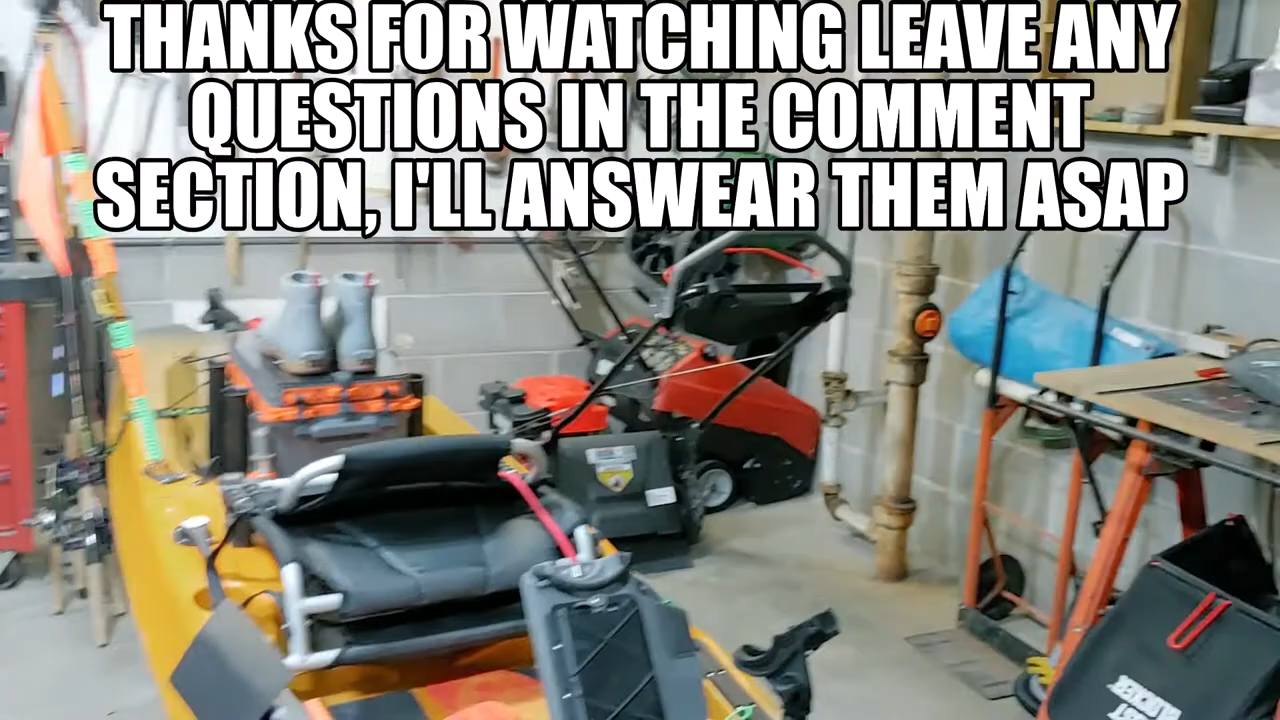 THANKS FOR WATCHING LEAVE ANY
QUESTIONS IN THE COMMENT
SECTION, I'LL ANSWEAR THEM ASAP